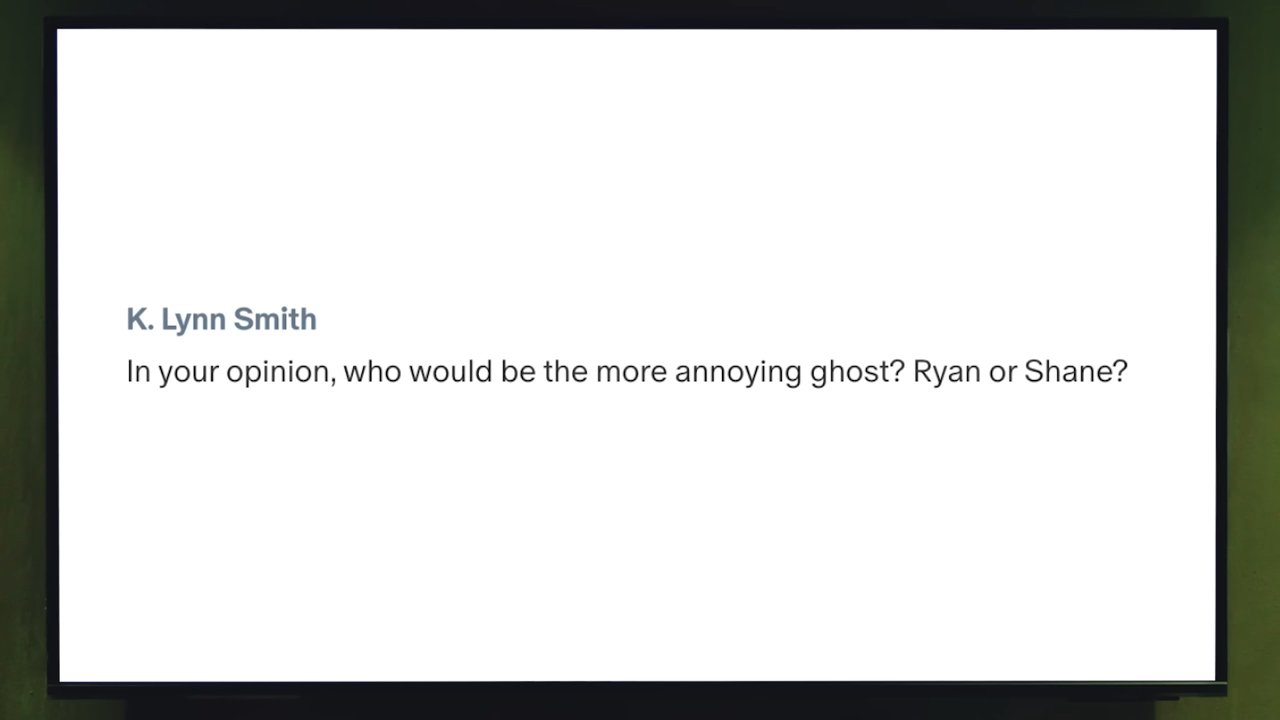 K. Lynn Smith
In your opinion, who would be the more annoying ghost? Ryan or Shane?